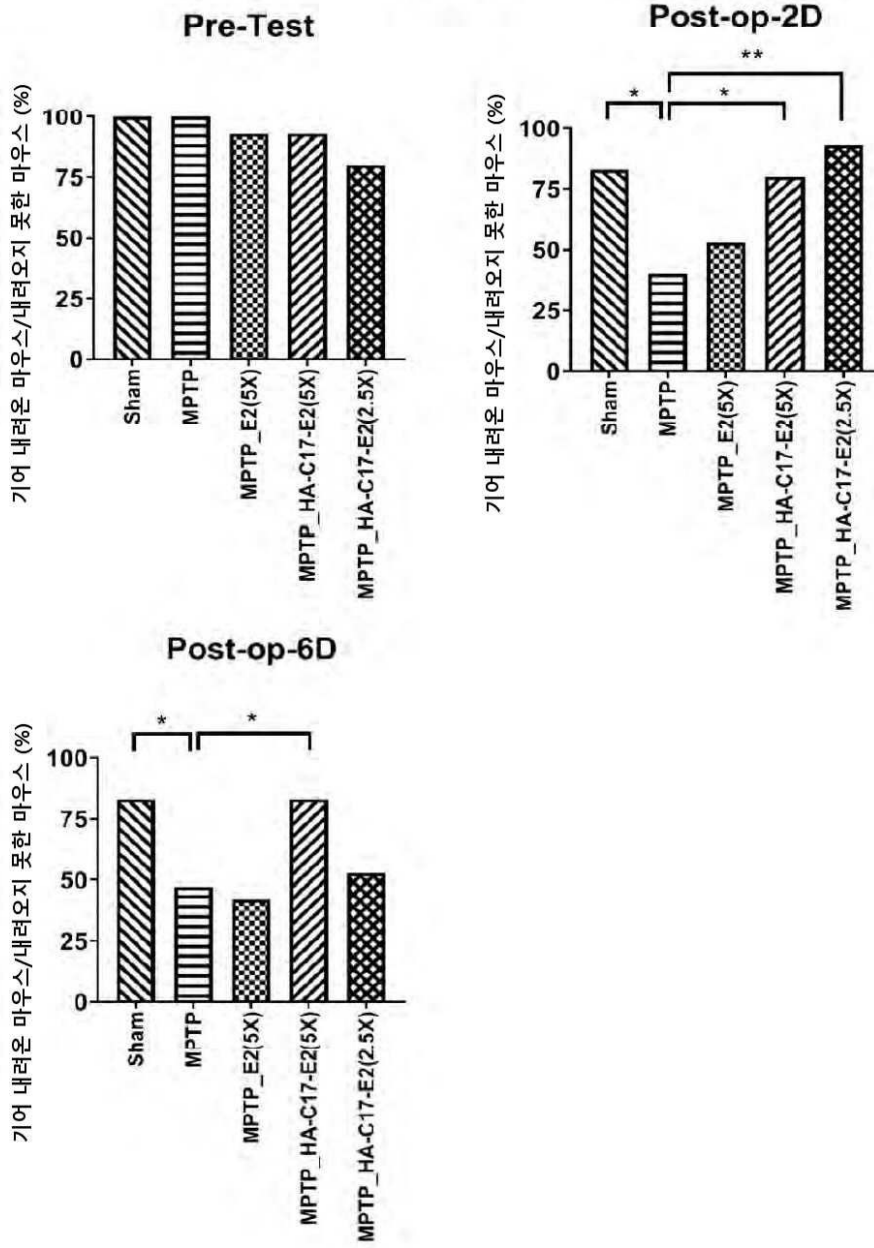 Pre-Test
기어 내려온 마우스/내려오지 못한 마우스 (%)
100
75
50
25
0
Sham
MPTP
MPTP_E2(5X)
MPTP_HA-C17-E2(5X)
MPTP_HA-C17-E2(2.5X)
Post-op-2D
기어 내려온 마우스/내려오지 못한 마우스 (%)
**
*
*
100
75
50
25
0
Sham
MPTP
MPTP_E2(5X)
MPTP_HA-C17-E2(5X)
MPTP_HA-C17-E2(2.5X)
Post-op-6D
기어 내려온 마우스/내려오지 못한 마우스 (%)
*
*
100
75
50
25
0
Sham
MPTP
MPTP_E2(5X)
MPTP_HA-C17-E2(5X)
MPTP_HA-C17-E2(2.5X)